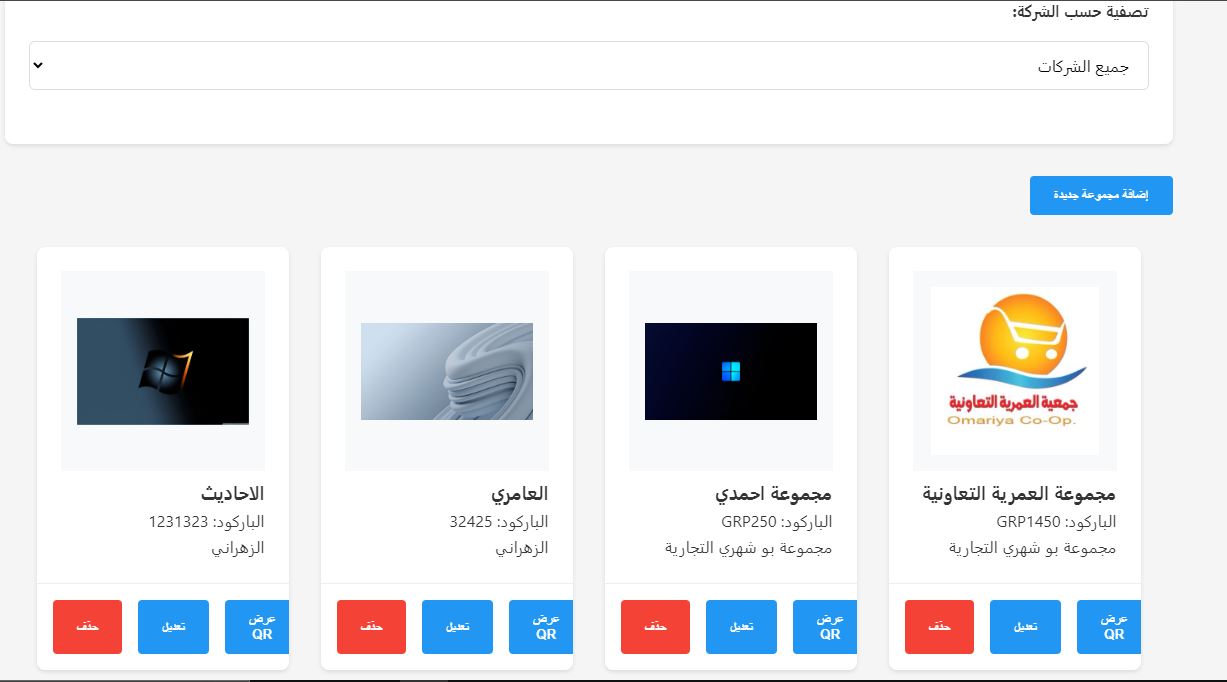 تصفية حسب الشركة:
جميع الشركات
إضافة مجموعة جديدة
جمعية العمرية التعاونية
Omariya Co-Op.
مجموعة العمرية التعاونية
الباركود: GRP1450
مجموعة بو شهري التجارية
عرض
QR
تعديل
حذف
مجموعة احمدي
الباركود: GRP250
مجموعة بو شهري التجارية
عرض
QR
تعديل
حذف
العامري
الباركود: 32425
الزهراني
عرض
QR
تعديل
حذف
الاحاديث
الباركود: 1231323
الزهراني
عرض
QR
تعديل
حذف